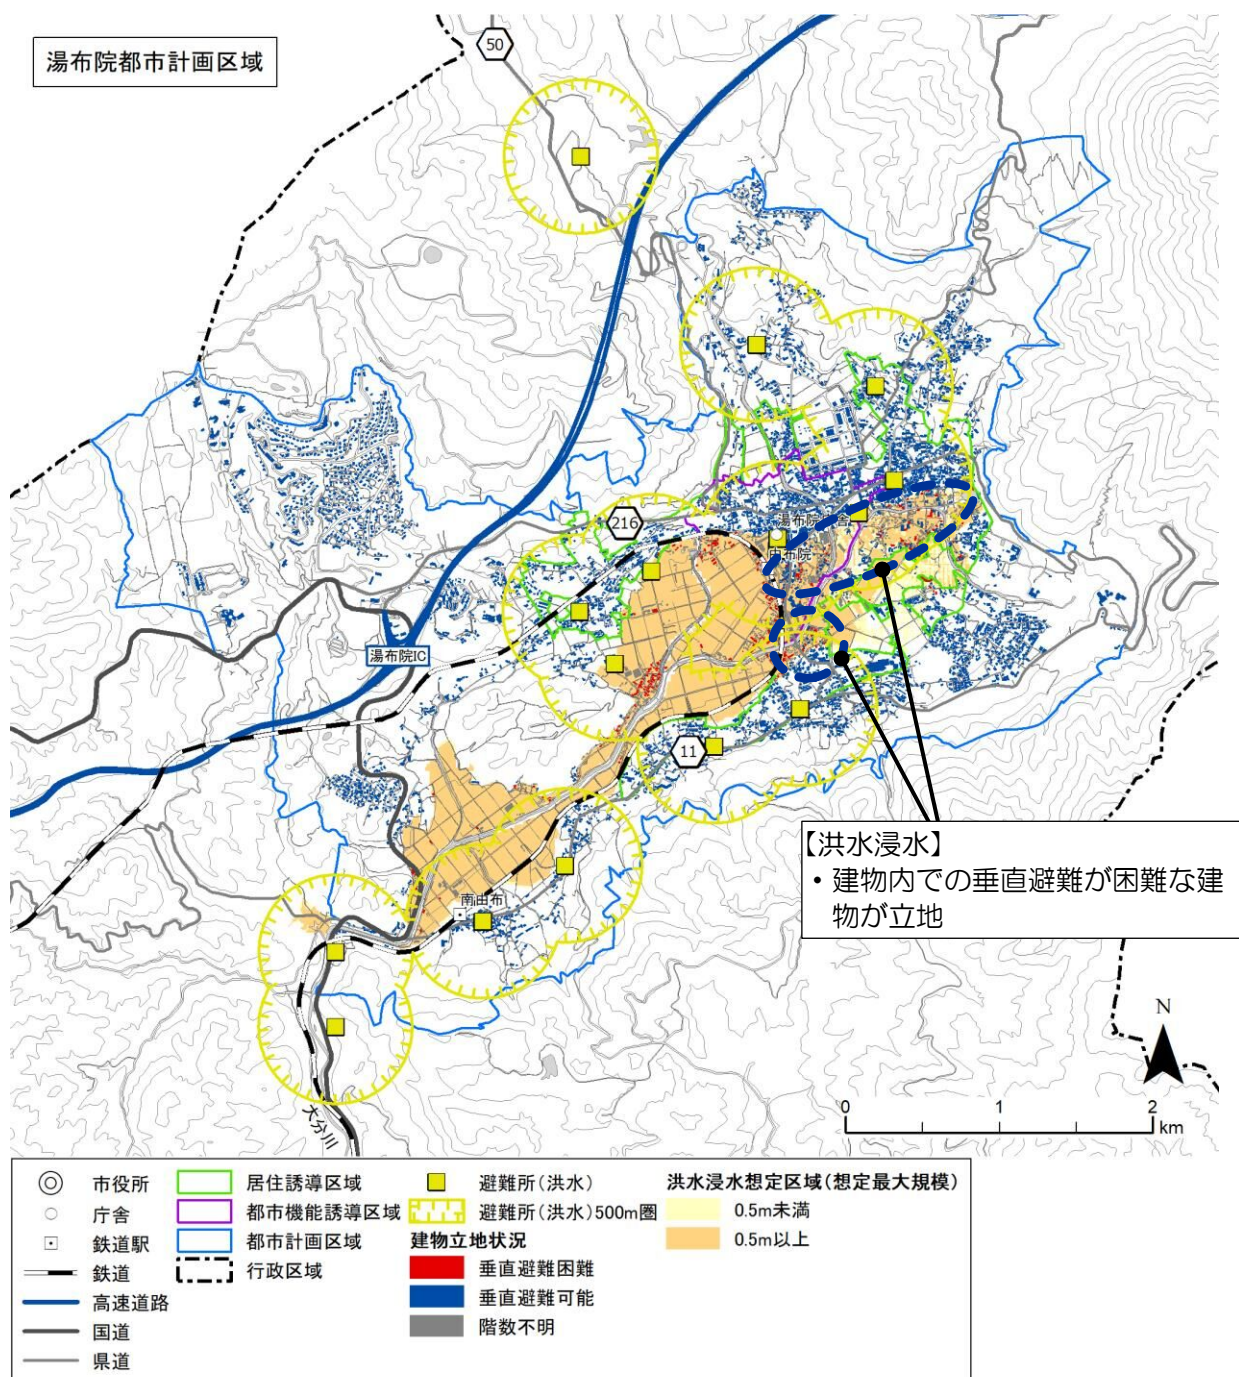 湯布院都市計画区域
50
216
湯布院庁舎
由布院
湯布院IC
11
【洪水浸水】
・建物内での垂直避難が困難な建
物が立地
南由布
大分川
N
0 1 2
km
市役所
庁舎
鉄道駅
鉄道
高速道路
国道
県道
居住誘導区域
都市機能誘導区域
都市計画区域
行政区域
避難所(洪水)
避難所(洪水)500m圏
建物立地状況
垂直避難困難
垂直避難可能
階数不明
洪水浸水想定区域(想定最大規模)
0.5m未満
0.5m以上